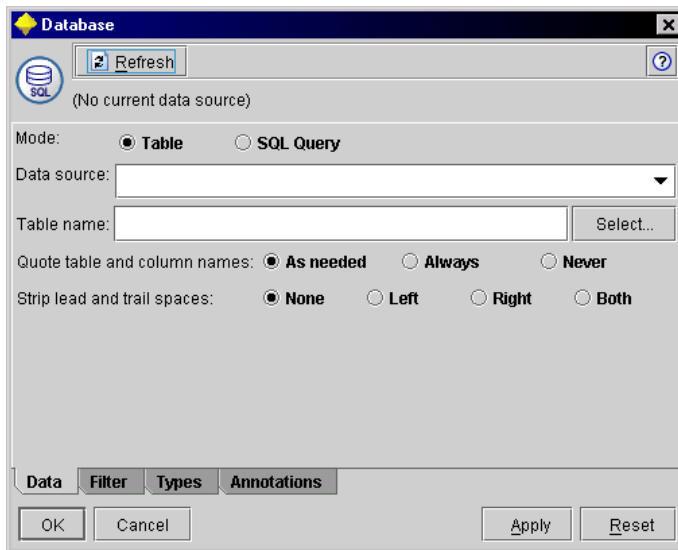 Database
Refresh
SQL
(No current data source)
Mode: Table SQL Query
Data source:
Table name: Select...
Quote table and column names: As needed Always Never
Strip lead and trail spaces: None Left Right Both
Data Filter Types Annotations
OK Cancel Apply Reset